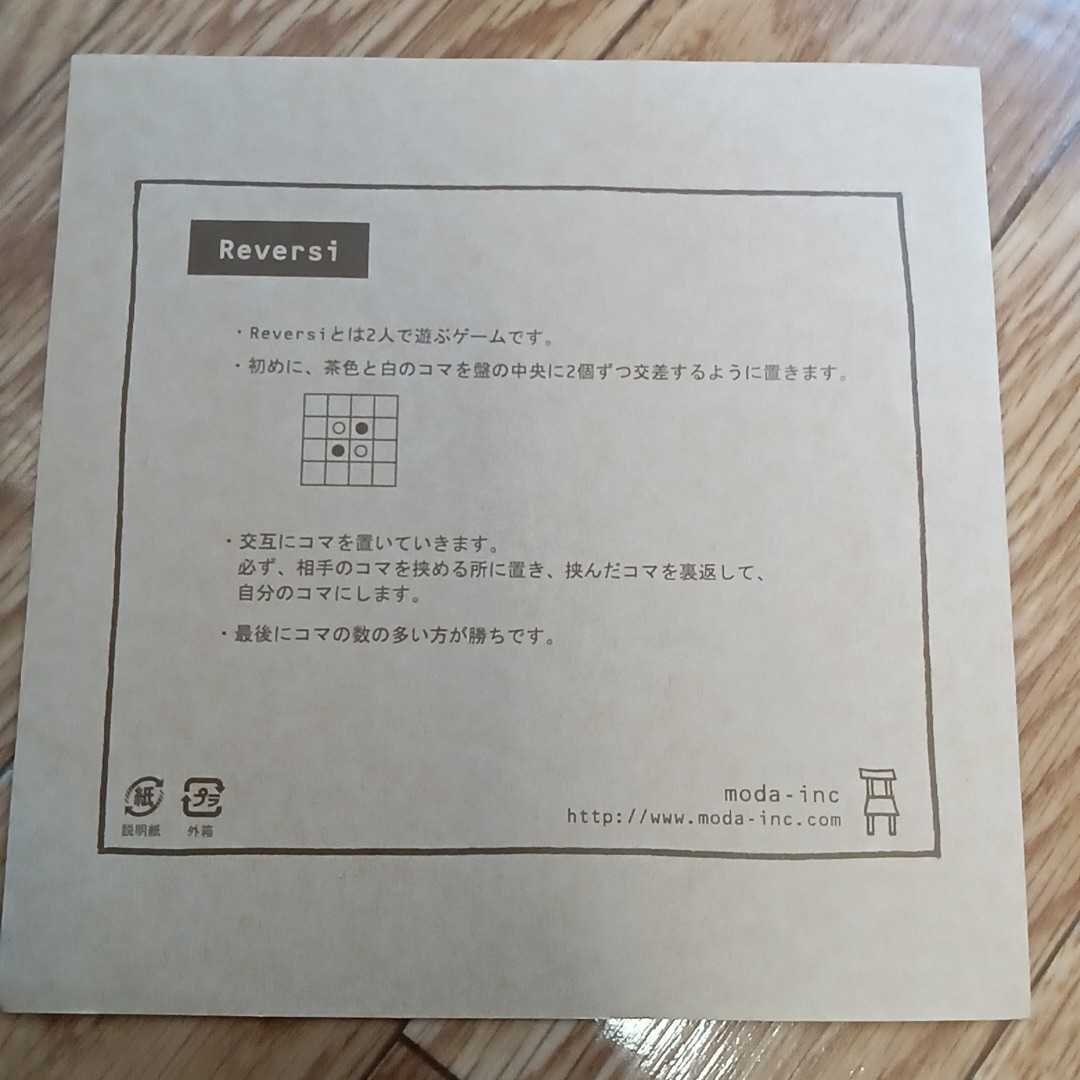 Reversi
・Reversiとは2人で遊ぶゲームです。
・初めに、茶色と白のコマを盤の中央に2個ずつ交差するように置きます。
・交互にコマを置いていきます。
必ず、相手のコマを挟める所に置き、挟んだコマを裏返して、
自分のコマにします。
・最後にコマの数の多い方が勝ちです。
紙
説明紙
プラ
外箱
moda-inc
http://www.moda-inc.com